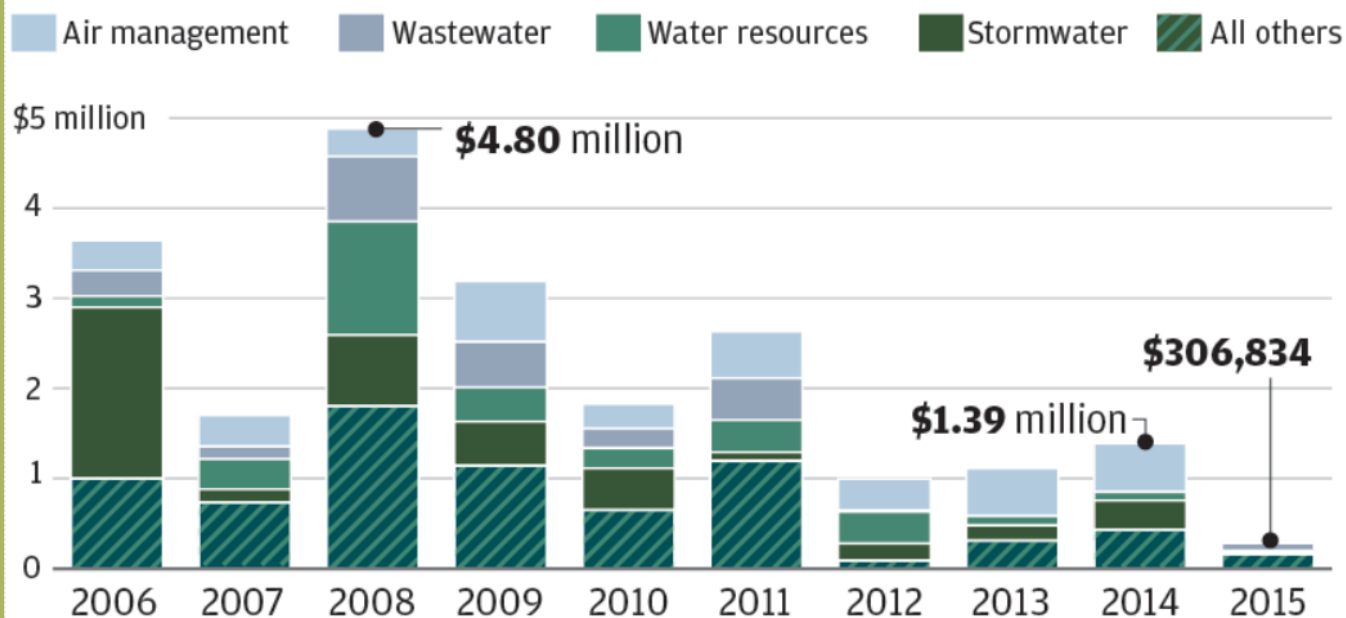 Air management Wastewater Water resources Stormwater All others
$5 million
$4.80 million
4
3
$306,834
2
$1.39 million
1
0
2006 2007 2008 2009 2010 2011 2012 2013 2014 2015